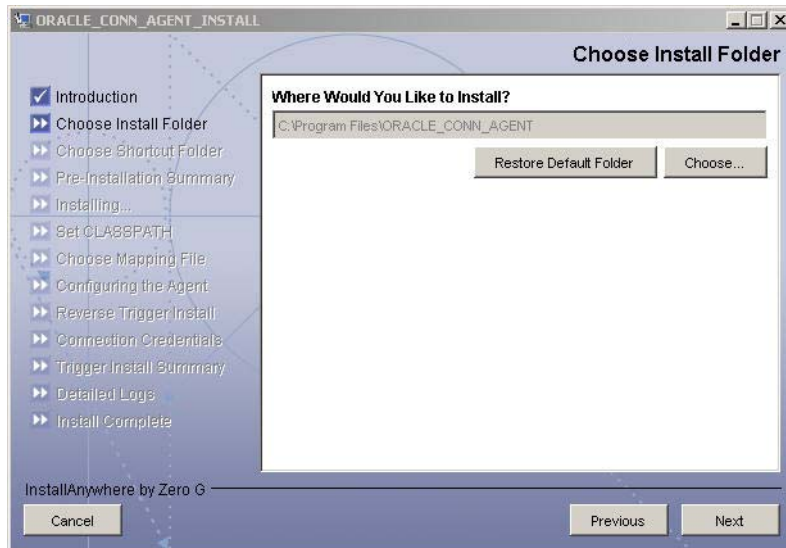 ORACLE_CONN_AGENT_INSTALL
Choose Install Folder
Introduction
Choose Install Folder
Choose Shortcut Folder
Pre-Installation Summary
Installing...
Set CLASSPATH
Choose Mapping File
Configuring the Agent
Reverse Trigger Install
Connection Credentials
Trigger Install Summary
Detailed Logs
Install Complete
Where Would You Like to Install?
C:\Program Files\ORACLE_CONN_AGENT
Restore Default Folder
Choose...
InstallAnywhere by Zero G
Cancel
Previous
Next